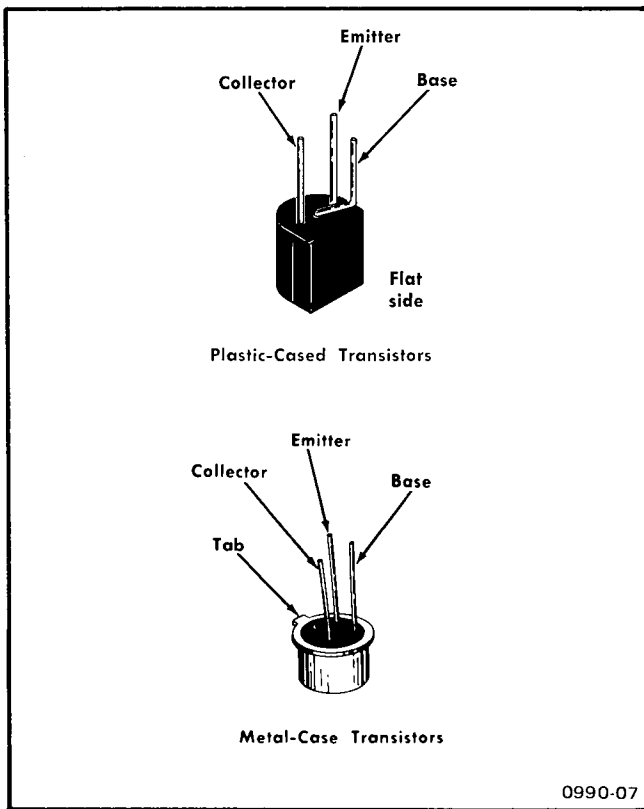 Emitter
Collector
Base
Flat
side
Plastic-Cased Transistors
Emitter
Collector
Base
Tab
Metal-Case Transistors
0990-07